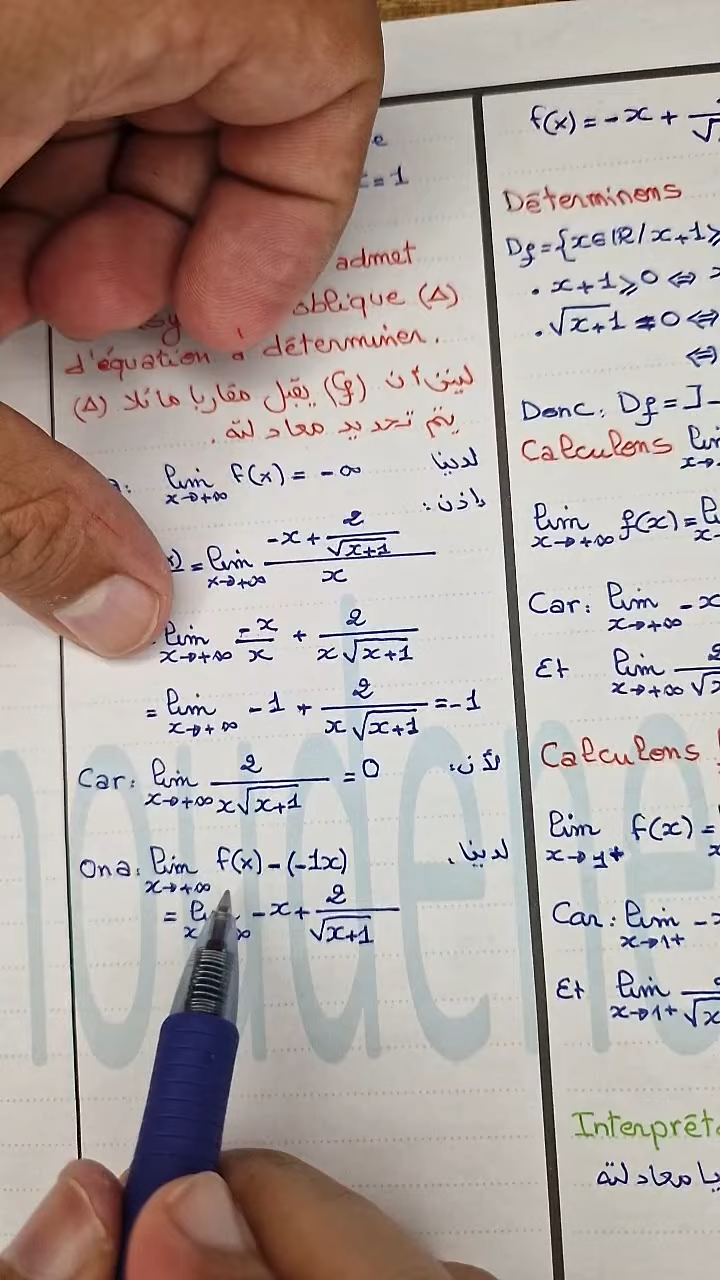 e
= 1
admet
oblique (Δ)
d'équation à déterminer.
لنبين أن (Cf) يقبل مقاربا مائلا (Δ)
يتم تحديد معادلته.
lim x→+∞ f(x) = -∞ لدينا
إذن:
= lim x→+∞ (-x + 2/√(x+1))/x
lim x→+∞ -x/x + 2/(x√(x+1))
= lim x→+∞ -1 + 2/(x√(x+1)) = -1
Car: lim x→+∞ 2/(x√(x+1)) = 0 لأن:
On a: lim x→+∞ f(x) - (-1x) لدينا.
= -x + 2/√(x+1)
f(x) = -x +
Déterminons
Df = {x∈ℝ / x+1 ≥
. x+1 ≥ 0 ⇔
. √x+1 ≠ 0 ⇔
⇔
Donc: Df = ]-
Calculons lim
lim x→+∞ f(x) =
Car: lim x→+∞ -x
Et lim x→+∞ 2/√x
Calculons
lim x→1+ f(x) =
Car: lim x→1+ -x
Et lim x→1+ /√x
Interprét
معادلته